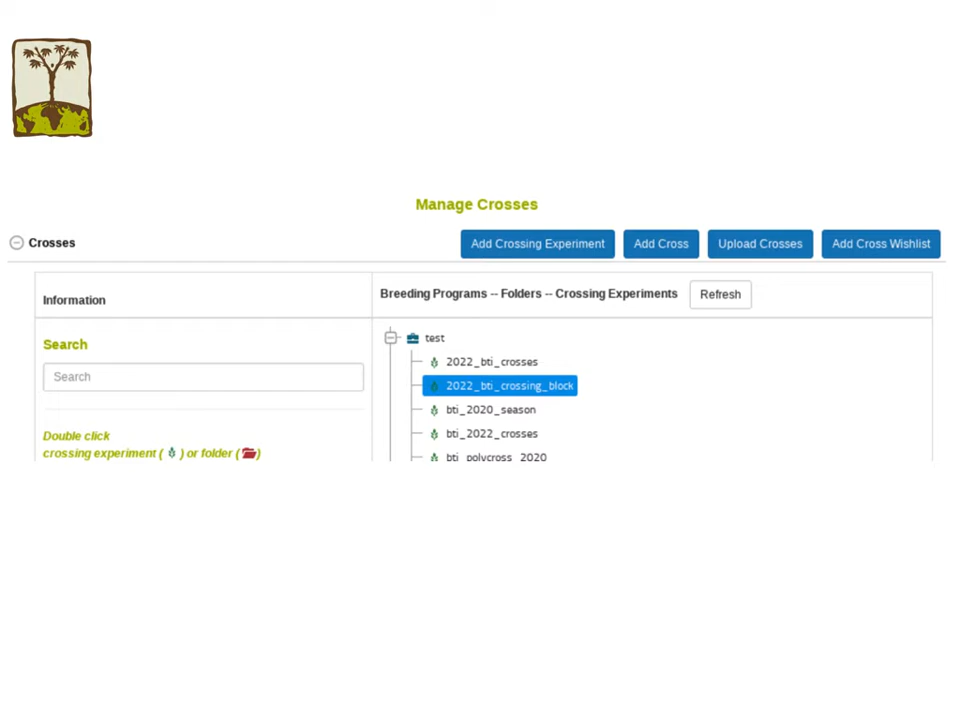 Manage Crosses
Crosses
Add Crossing Experiment
Add Cross
Upload Crosses
Add Cross Wishlist
Information
Breeding Programs -- Folders -- Crossing Experiments
Refresh
Search
Search
Double click
crossing experiment ( ) or folder ( )
test
2022_bti_crosses
2022_bti_crossing_block
bti_2020_season
bti_2022_crosses
bti_polycross_2020